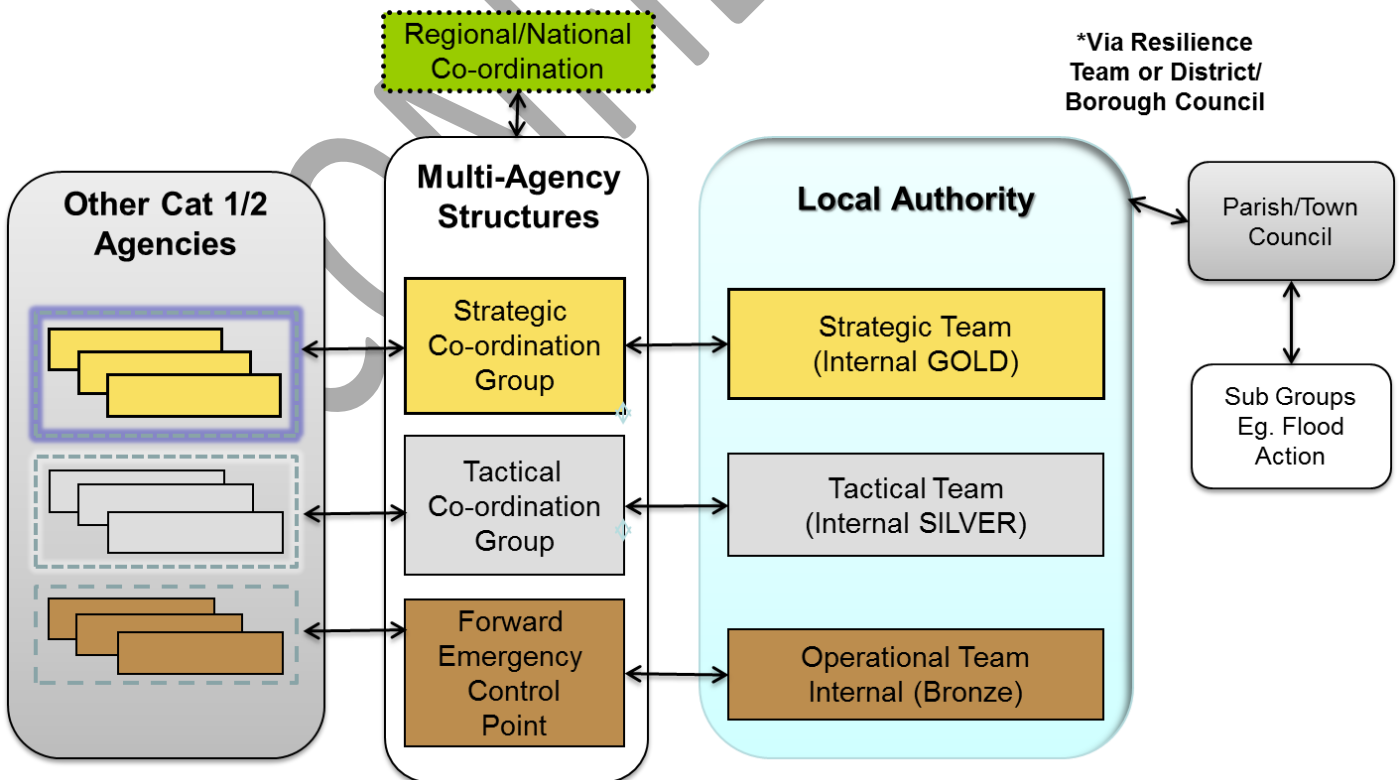 Regional/National
Co-ordination
*Via Resilience
Team or District/
Borough Council
Other Cat 1/2
Agencies
Multi-Agency
Structures
Strategic
Co-ordination
Group
Tactical
Co-ordination
Group
Forward
Emergency
Control
Point
Local Authority
Strategic Team
(Internal GOLD)
Tactical Team
(Internal SILVER)
Operational Team
Internal (Bronze)
Parish/Town
Council
Sub Groups
Eg. Flood
Action